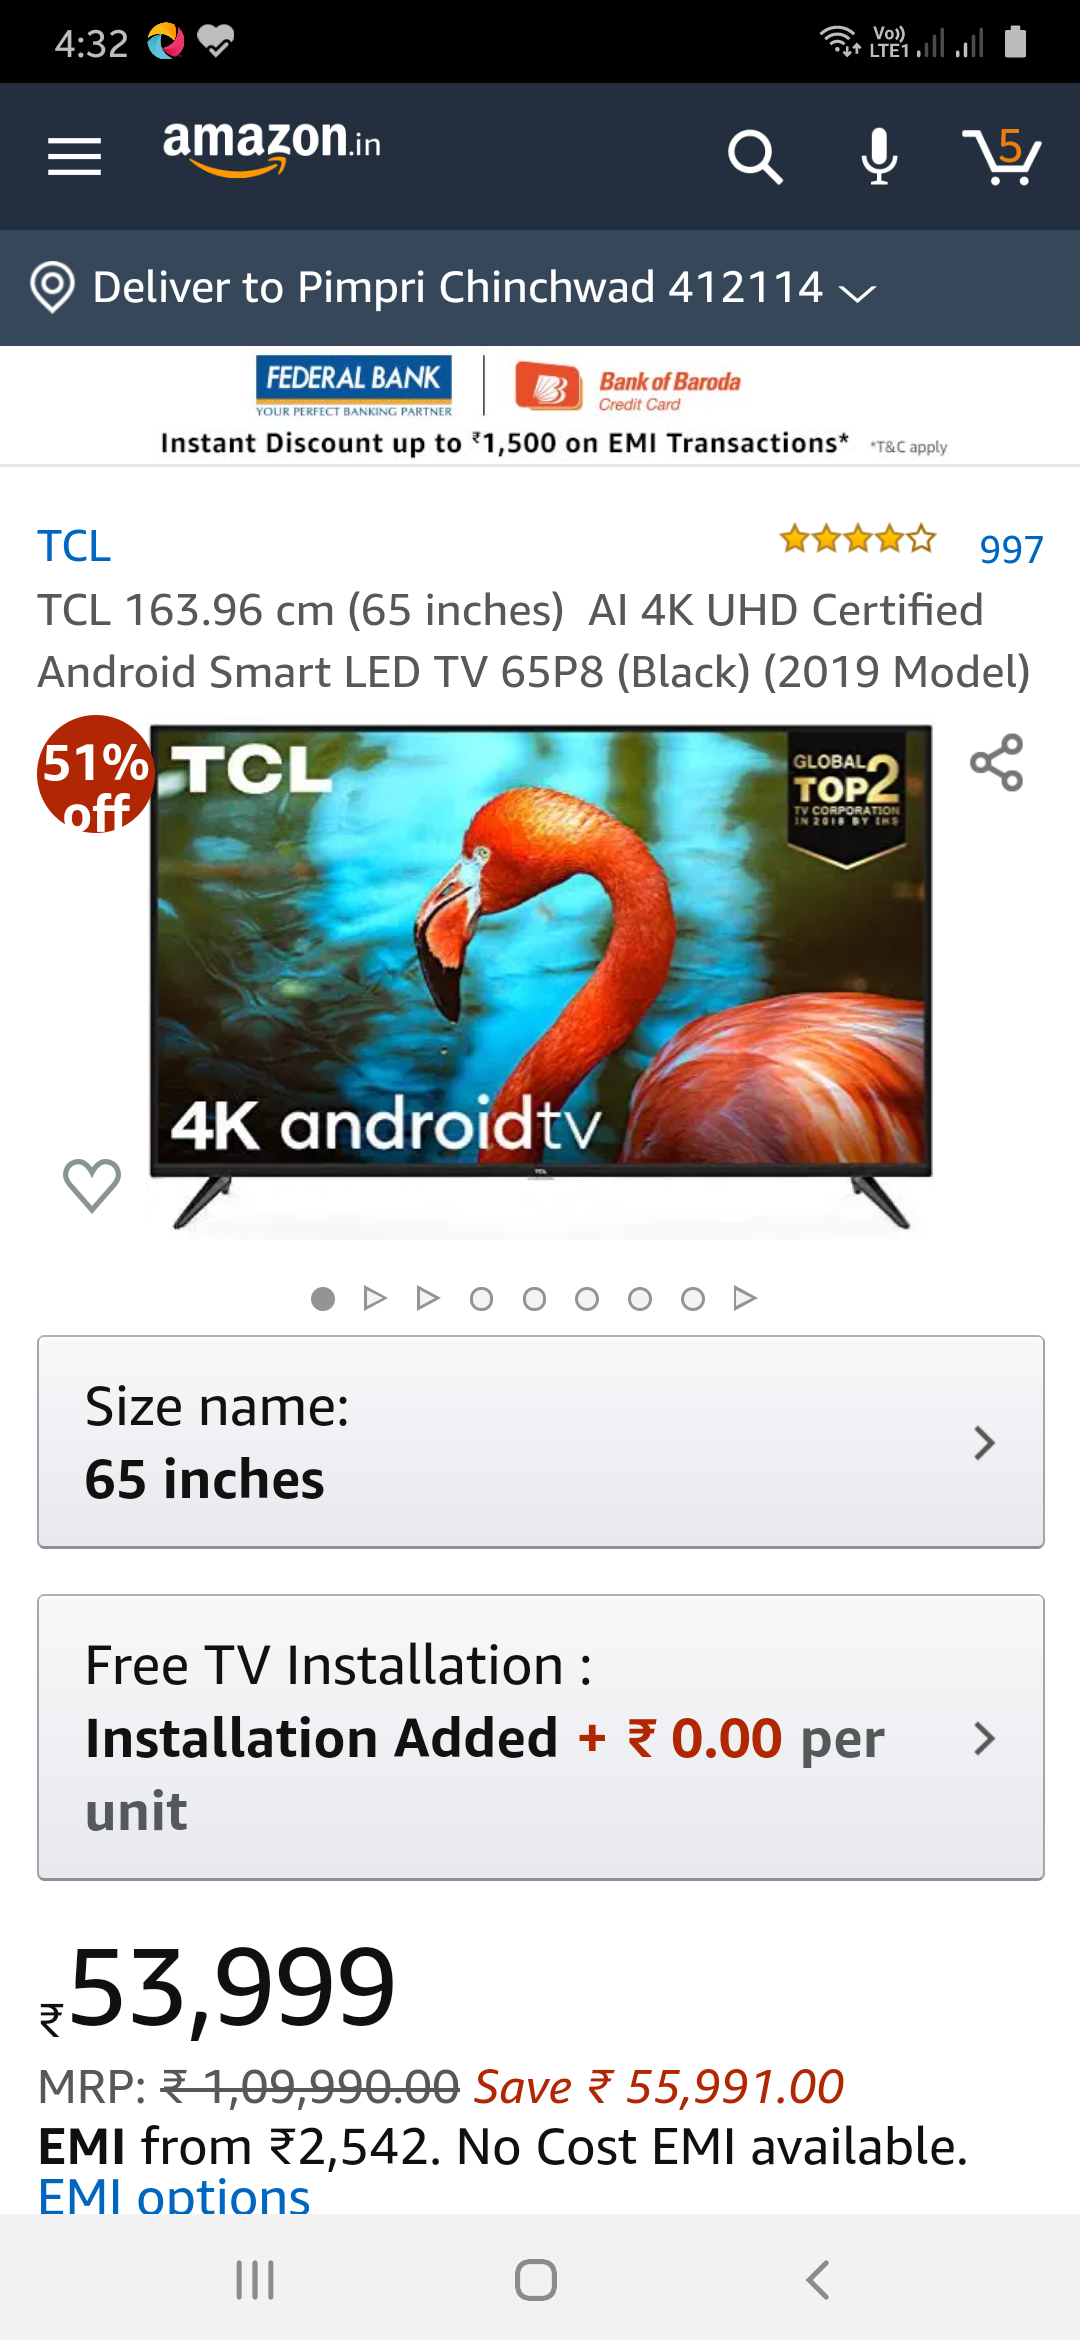 4:32 Vo)) LTE1
amazon.in 5
Deliver to Pimpri Chinchwad 412114
FEDERAL BANK
YOUR PERFECT BANKING PARTNER
Bank of Baroda
Credit Card
Instant Discount up to ₹1,500 on EMI Transactions* *T&C apply
TCL 997
TCL 163.96 cm (65 inches) AI 4K UHD Certified
Android Smart LED TV 65P8 (Black) (2019 Model)
51%
off
TCL
GLOBAL
TOP2
TV CORPORATION
IN 2018 BY IHS
4K androidtv
TCL
Size name:
65 inches
Free TV Installation :
Installation Added + ₹ 0.00 per
unit
₹53,999
MRP: ₹ 1,09,990.00 Save ₹ 55,991.00
EMI from ₹2,542. No Cost EMI available.
EMI options